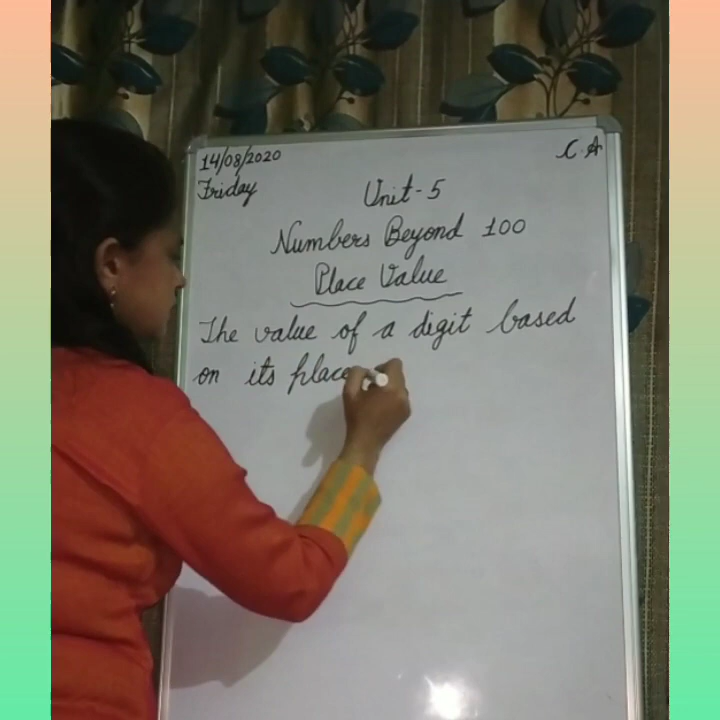 14/08/2020 C.A
Friday
Unit-5
Numbers Beyond 100
Place Value
The value of a digit based
on its place